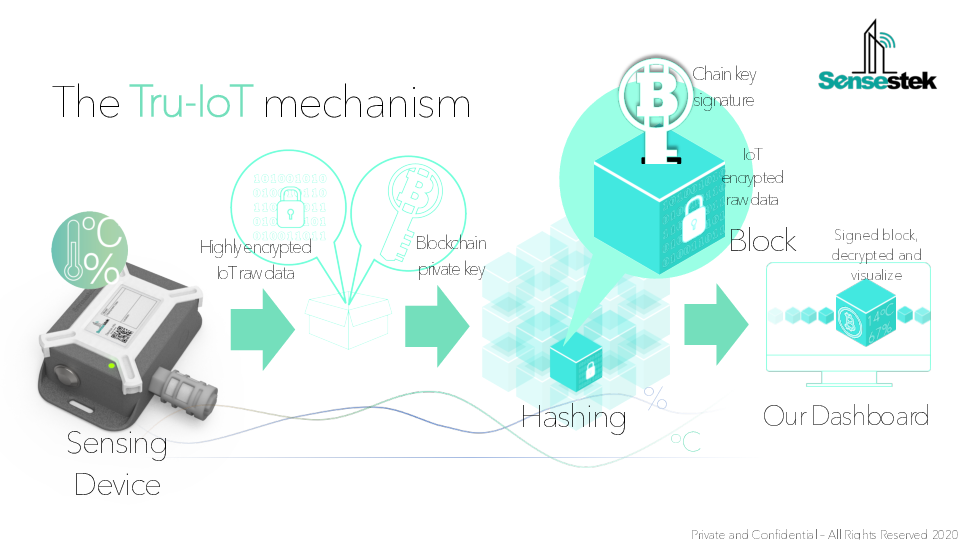 The Tru-IoT mechanism
Sensestek
Chain key
signature
IoT
encrypted
raw data
Block
Highly encrypted
IoT raw data
Blockchain
private key
°C
%
Signed block,
decrypted and
visualize
14°C
67%
Sensing
Device
Hashing
%
°C
Our Dashboard
Private and Confidential – All Rights Reserved 2020